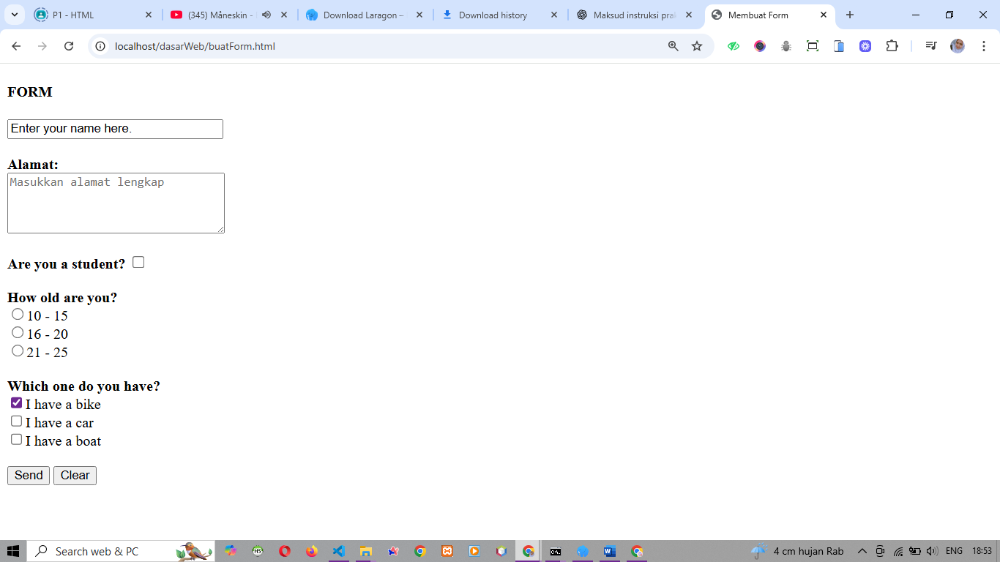 P1 - HTML
(345) Måneskin -
Download Laragon –
Download history
Maksud instruksi prak
Membuat Form
localhost/dasarWeb/buatForm.html
FORM
Enter your name here.
Alamat:
Masukkan alamat lengkap
Are you a student?
How old are you?
10 - 15
16 - 20
21 - 25
Which one do you have?
I have a bike
I have a car
I have a boat
Send Clear
Search web & PC
HS
4 cm hujan Rab
ENG
18:53